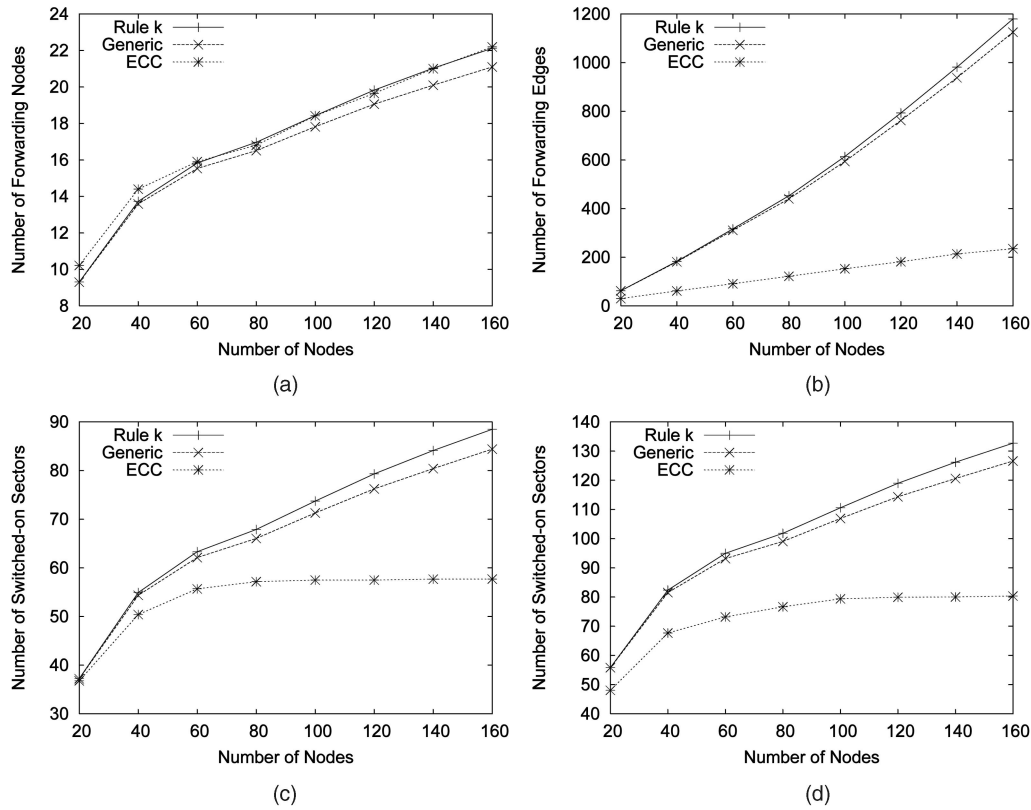 24
22
20
18
16
14
12
10
8
Number of Forwarding Nodes
Rule k
Generic
ECC
20 40 60 80 100 120 140 160
Number of Nodes
(a)
1200
1000
800
600
400
200
0
Number of Forwarding Edges
Rule k
Generic
ECC
20 40 60 80 100 120 140 160
Number of Nodes
(b)
90
80
70
60
50
40
30
Number of Switched-on Sectors
Rule k
Generic
ECC
20 40 60 80 100 120 140 160
Number of Nodes
(c)
140
130
120
110
100
90
80
70
60
50
40
Number of Switched-on Sectors
Rule k
Generic
ECC
20 40 60 80 100 120 140 160
Number of Nodes
(d)